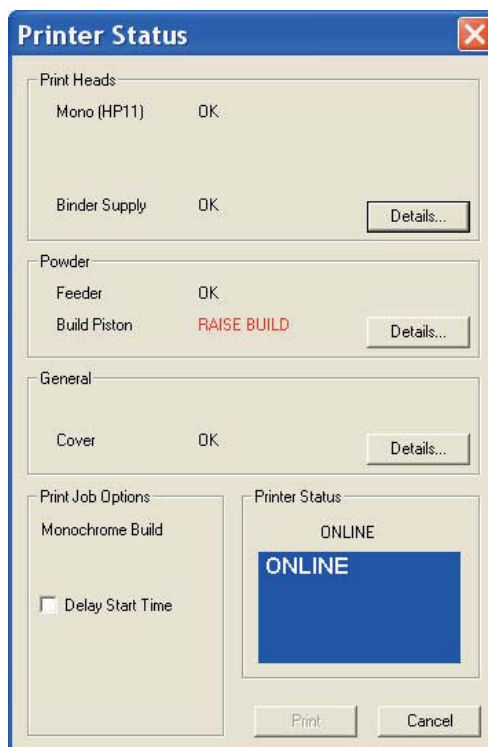 Printer Status
Print Heads
Mono (HP11) OK
Binder Supply OK
Details...
Powder
Feeder OK
Build Piston RAISE BUILD
Details...
General
Cover OK
Details...
Print Job Options
Monochrome Build
Delay Start Time
Printer Status
ONLINE
ONLINE
Print
Cancel